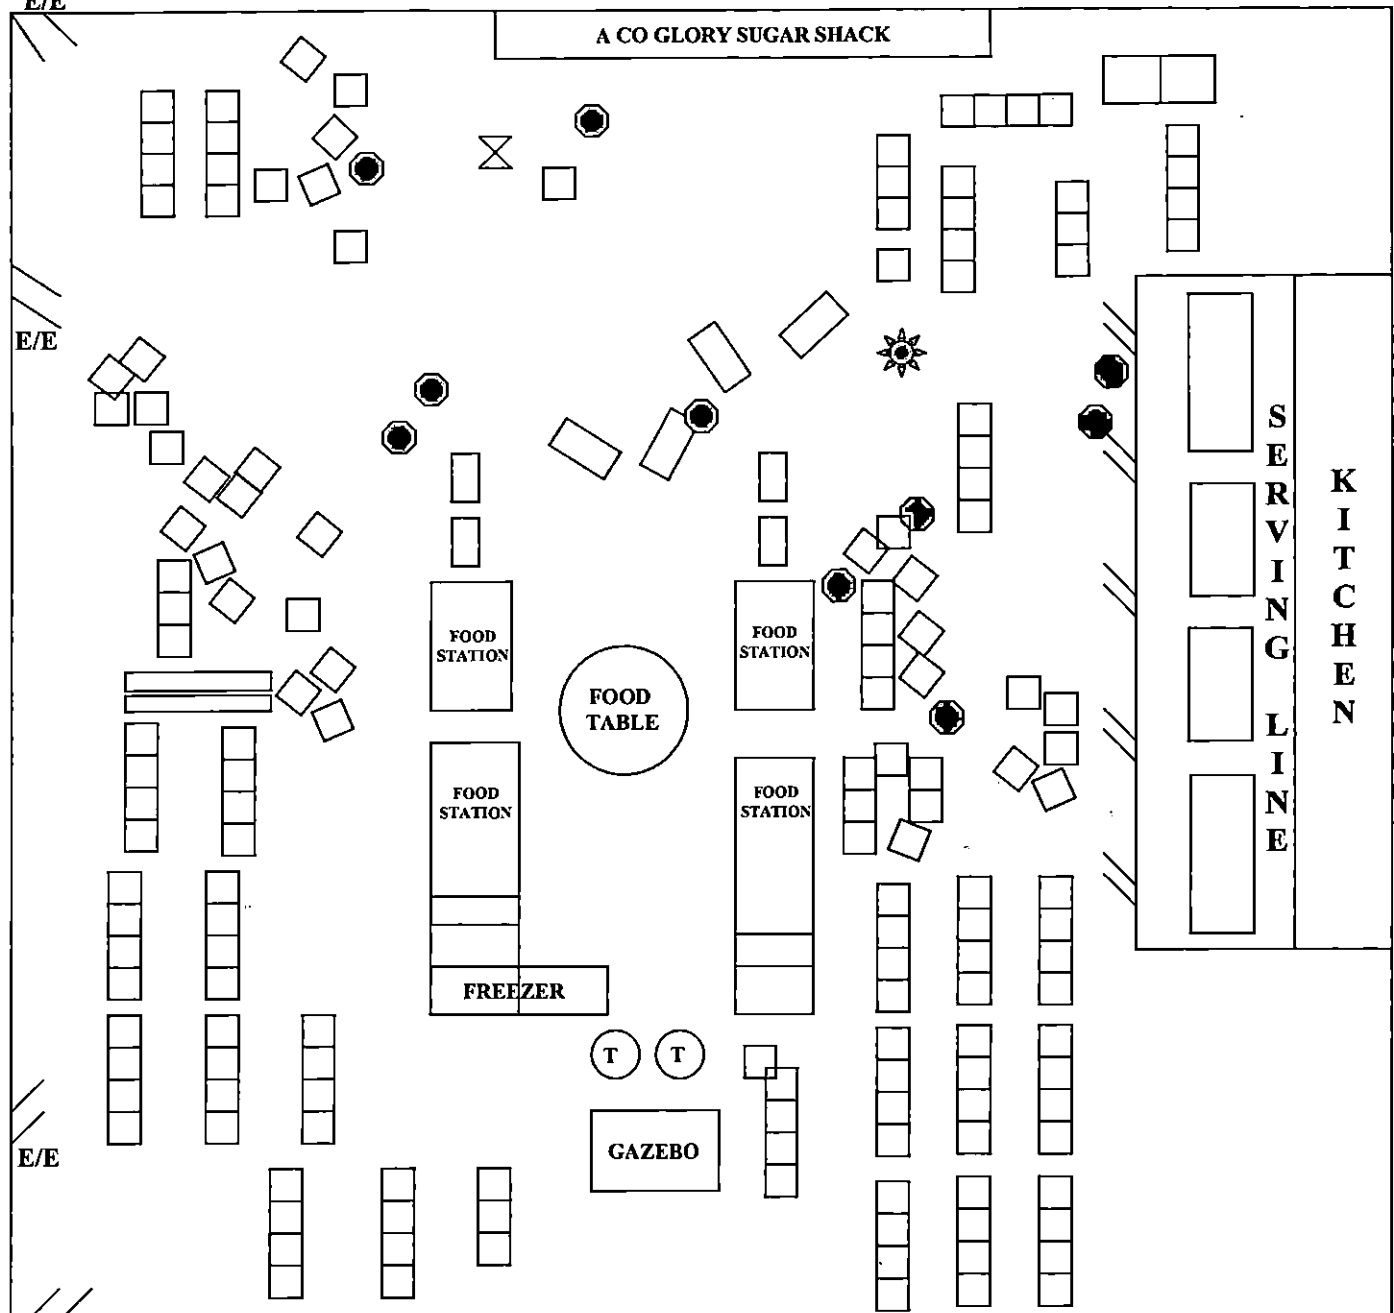 E/E
A CO GLORY SUGAR SHACK
E/E
SERVING LINE
KITCHEN
FOOD
STATION
FOOD
STATION
FOOD
TABLE
FOOD
STATION
FOOD
STATION
FREEZER
T
T
GAZEBO
E/E